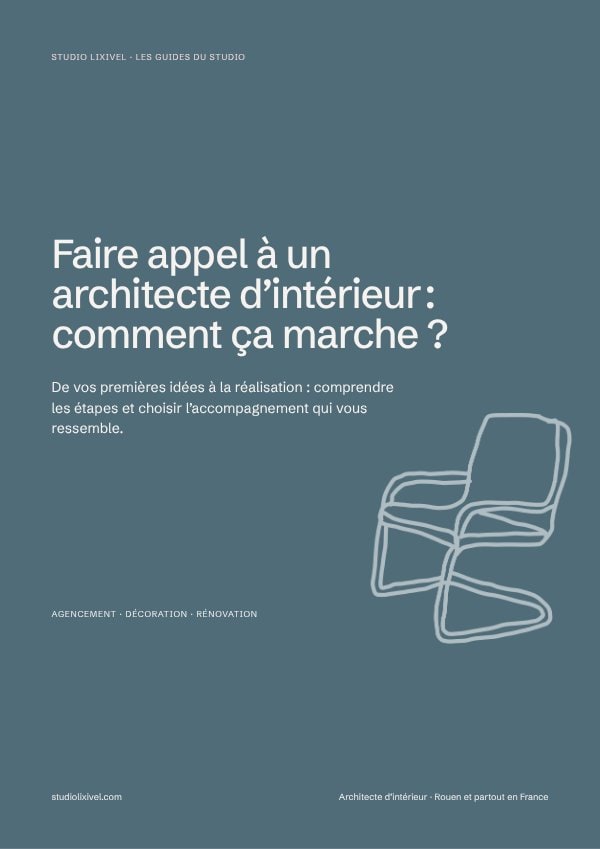 STUDIO LIXIVEL · LES GUIDES DU STUDIO
Faire appel à un
architecte d’intérieur :
comment ça marche ?
De vos premières idées à la réalisation : comprendre
les étapes et choisir l’accompagnement qui vous
ressemble.
AGENCEMENT · DÉCORATION · RÉNOVATION
studiolixivel.com
Architecte d’intérieur · Rouen et partout en France